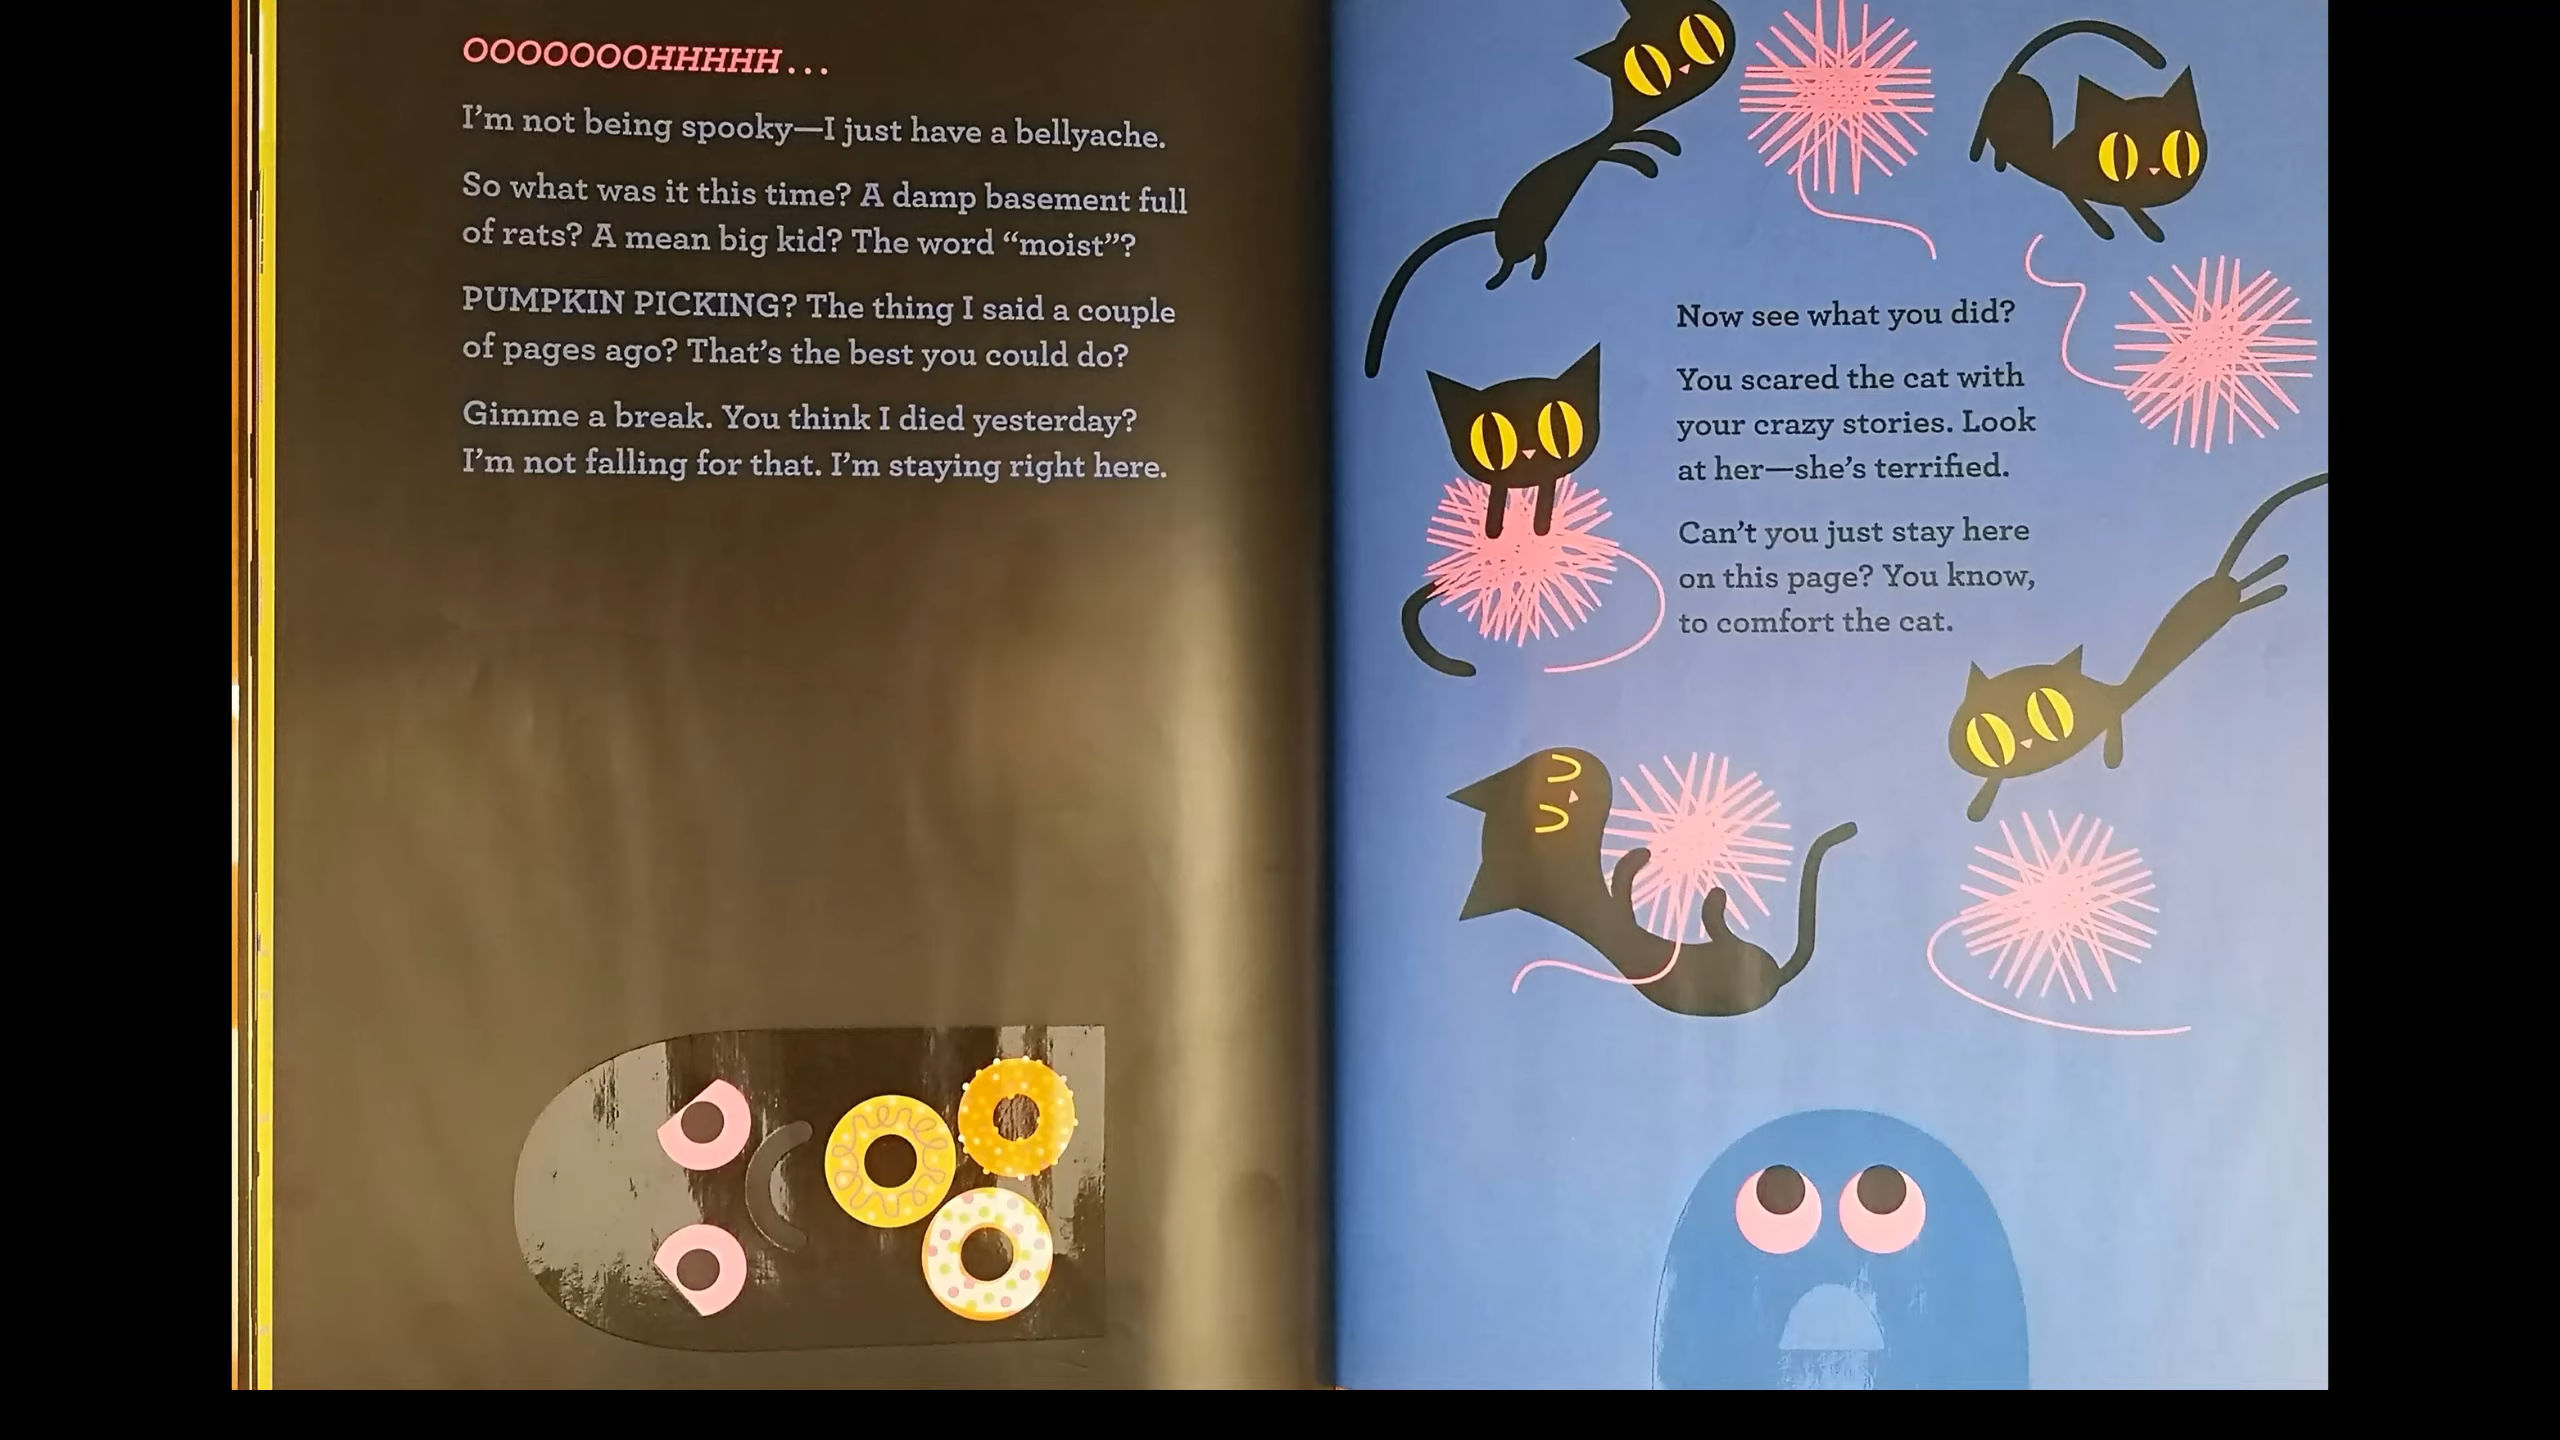 OOOOOOOHHHHH...
I'm not being spooky—I just have a bellyache.
So what was it this time? A damp basement full
of rats? A mean big kid? The word “moist”?
PUMPKIN PICKING? The thing I said a couple
of pages ago? That's the best you could do?
Gimme a break. You think I died yesterday?
I'm not falling for that. I'm staying right here.
Now see what you did?
You scared the cat with
your crazy stories. Look
at her—she's terrified.
Can't you just stay here
on this page? You know,
to comfort the cat.